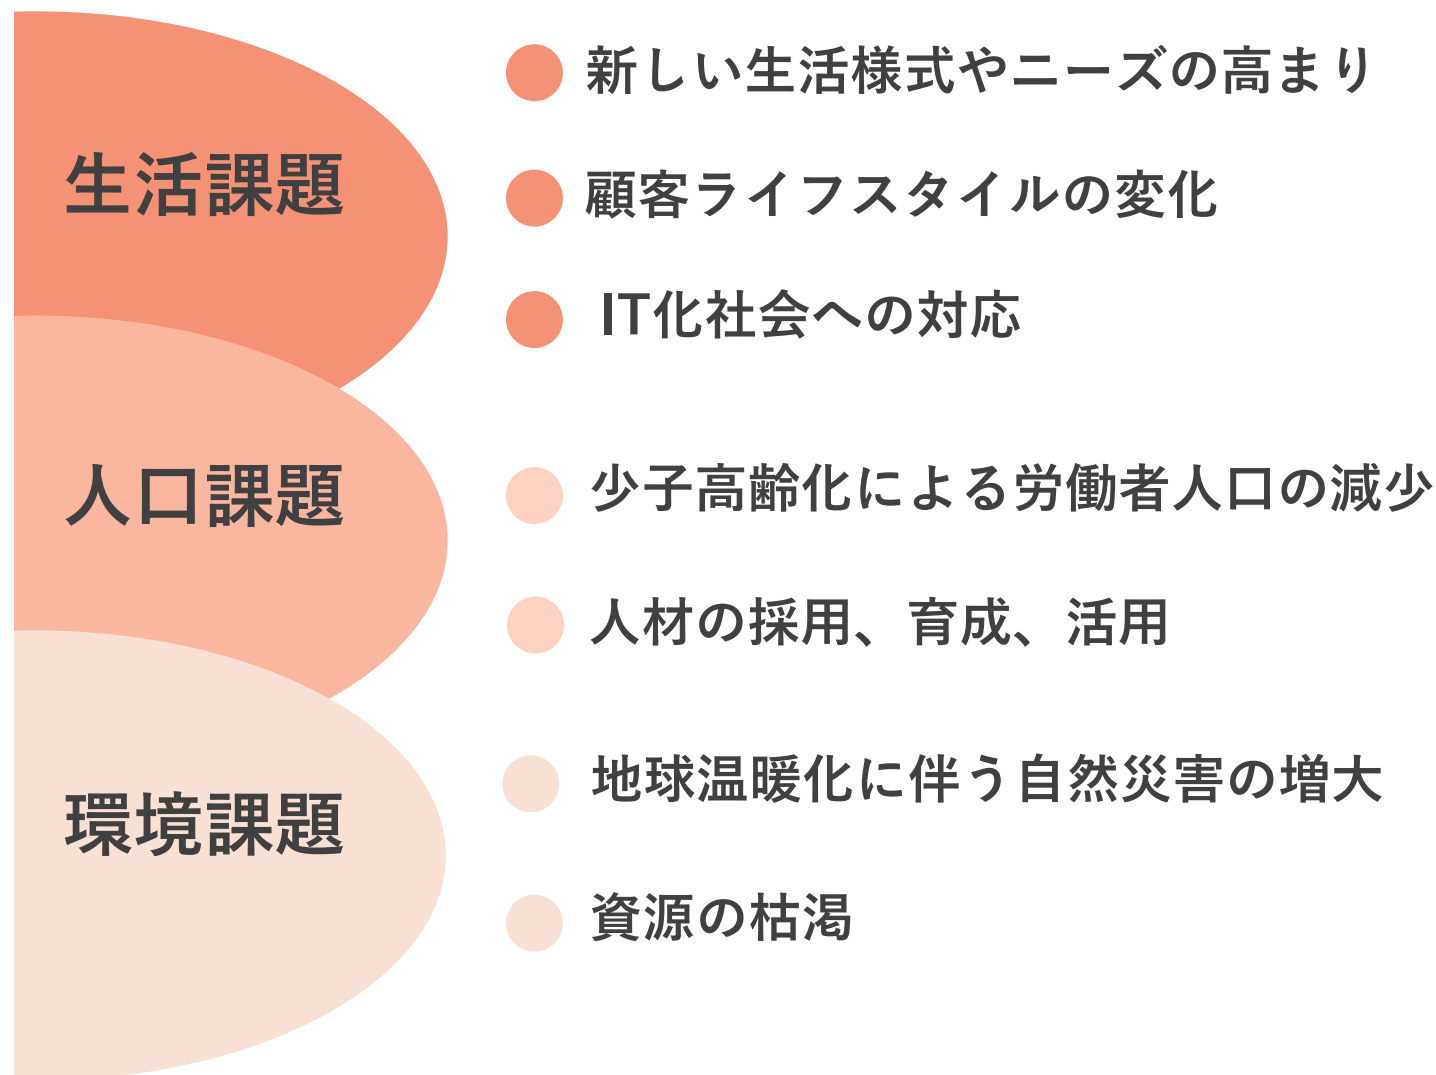 生活課題
新しい生活様式やニーズの高まり
顧客ライフスタイルの変化
IT化社会への対応
人口課題
少子高齢化による労働者人口の減少
人材の採用、育成、活用
環境課題
地球温暖化に伴う自然災害の増大
資源の枯渇